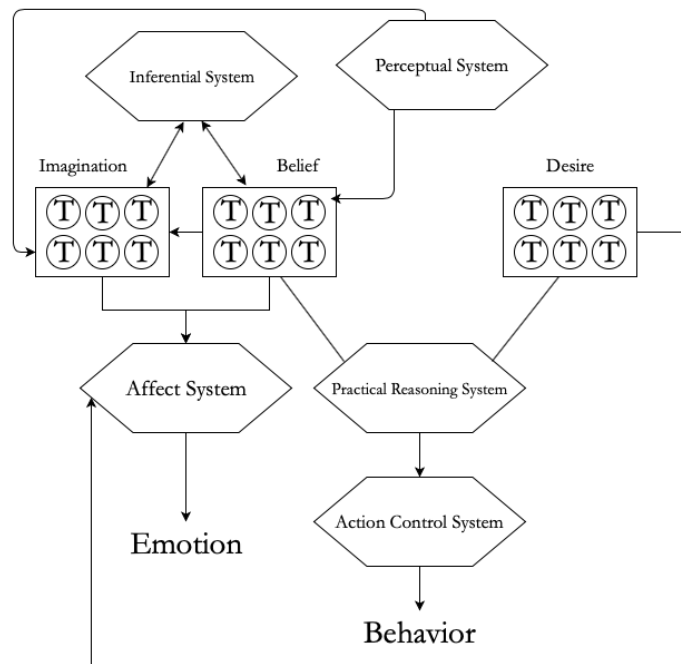 Inferential System
Perceptual System
Imagination
Belief
Desire
T T T
T T T
T T T
T T T
T T T
T T T
Affect System
Practical Reasoning System
Action Control System
Emotion
Behavior